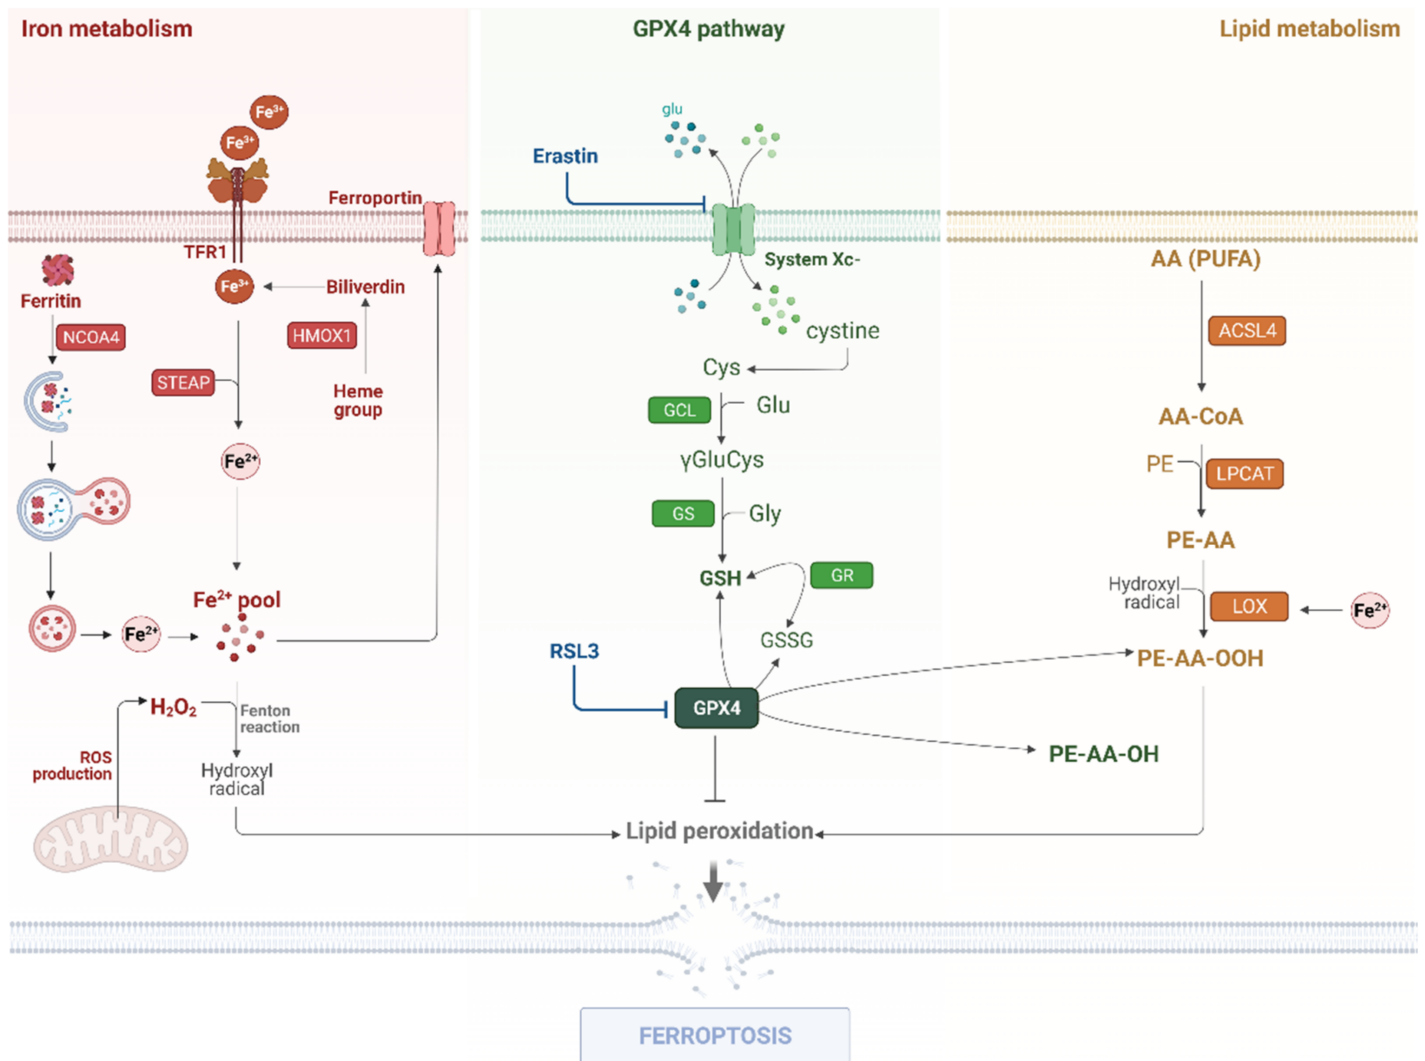 Iron metabolism
GPX4 pathway
Lipid metabolism
Fe³⁺
Fe³⁺
Ferroportin
TFR1
Ferritin
Fe³⁺
Biliverdin
NCOA4
HMOX1
STEAP
Heme
group
Fe²⁺
Fe²⁺ pool
Fe²⁺
H₂O₂
Fenton
reaction
ROS
production
Hydroxyl
radical
glu
Erastin
System Xc-
cystine
Cys
GCL
Glu
γGluCys
GS
Gly
GSH
GR
GSSG
RSL3
GPX4
PE-AA-OH
Lipid peroxidation
AA (PUFA)
ACSL4
AA-CoA
PE
LPCAT
PE-AA
Hydroxyl
radical
LOX
Fe²⁺
PE-AA-OOH
FERROPTOSIS